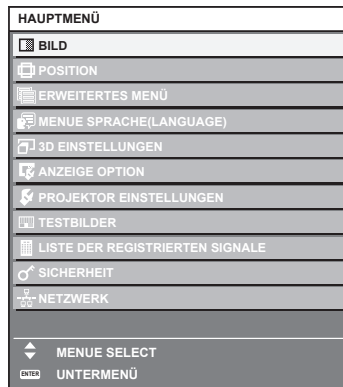 HAUPTMENÜ
BILD
POSITION
ERWEITERTES MENÜ
MENUE SPRACHE(LANGUAGE)
3D EINSTELLUNGEN
ANZEIGE OPTION
PROJEKTOR EINSTELLUNGEN
TESTBILDER
LISTE DER REGISTRIERTEN SIGNALE
SICHERHEIT
NETZWERK
MENUE SELECT
ENTER UNTERMENÜ